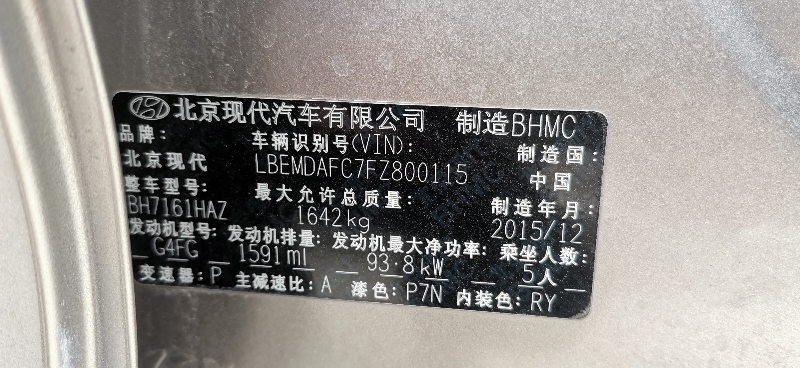 北京现代汽车有限公司 制造BHMC
品牌: 车辆识别号(VIN): 制造国:
北京现代 LBEMDAFC7FZ800115 中国
整车型号: 最大允许总质量: 制造年月:
BH7161HAZ 1642kg 2015/12
发动机型号: 发动机排量: 发动机最大净功率: 乘坐人数:
G4FG 1591ml 93.8kW 5人
变速器: P 主减速比: A 漆色: P7N 内装色: RY